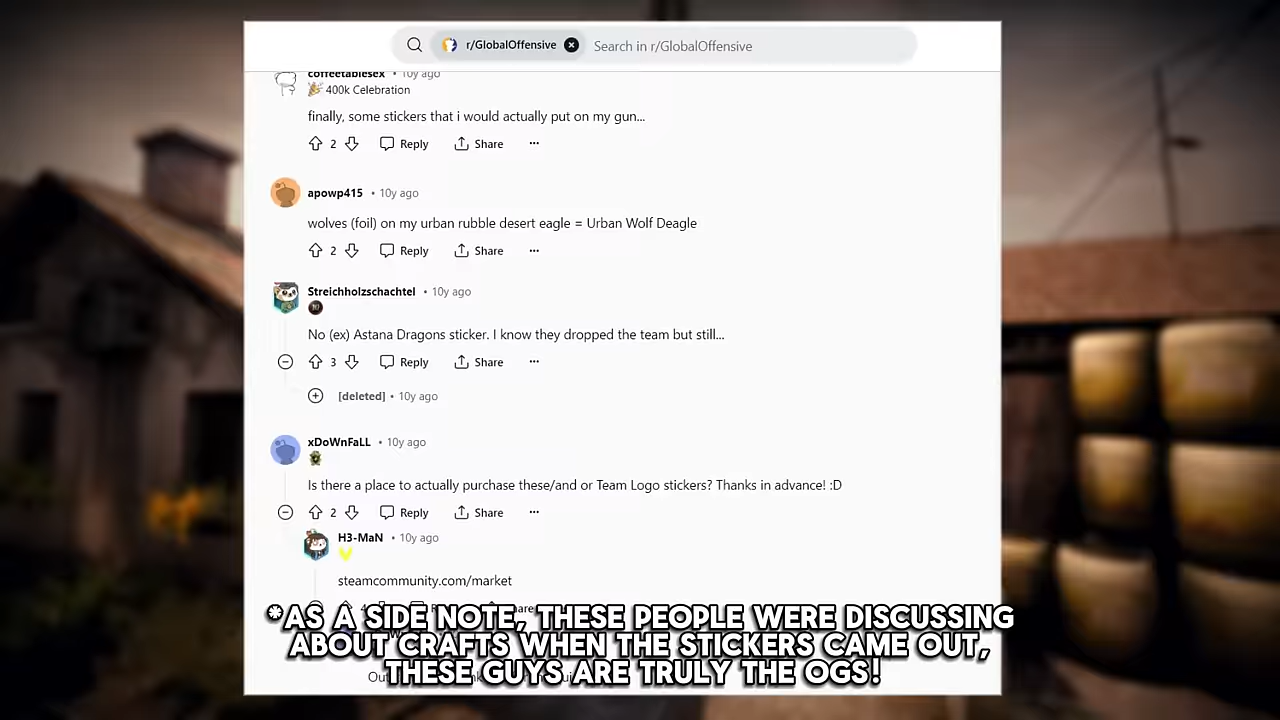 r/GlobalOffensive Search in r/GlobalOffensive
coffeetablesex • 10y ago
400k Celebration
finally, some stickers that i would actually put on my gun...
2 Reply Share ...
apowp415 • 10y ago
wolves (foil) on my urban rubble desert eagle = Urban Wolf Deagle
2 Reply Share ...
Streichholzschachtel • 10y ago
No (ex) Astana Dragons sticker. I know they dropped the team but still...
3 Reply Share ...
[deleted] • 10y ago
xDoWnFaLL • 10y ago
Is there a place to actually purchase these/and or Team Logo stickers? Thanks in advance! :D
2 Reply Share ...
H3-MaN • 10y ago
steamcommunity.com/market
*AS A SIDE NOTE, THESE PEOPLE WERE DISCUSSING
ABOUT CRAFTS WHEN THE STICKERS CAME OUT,
THESE GUYS ARE TRULY THE OGS!